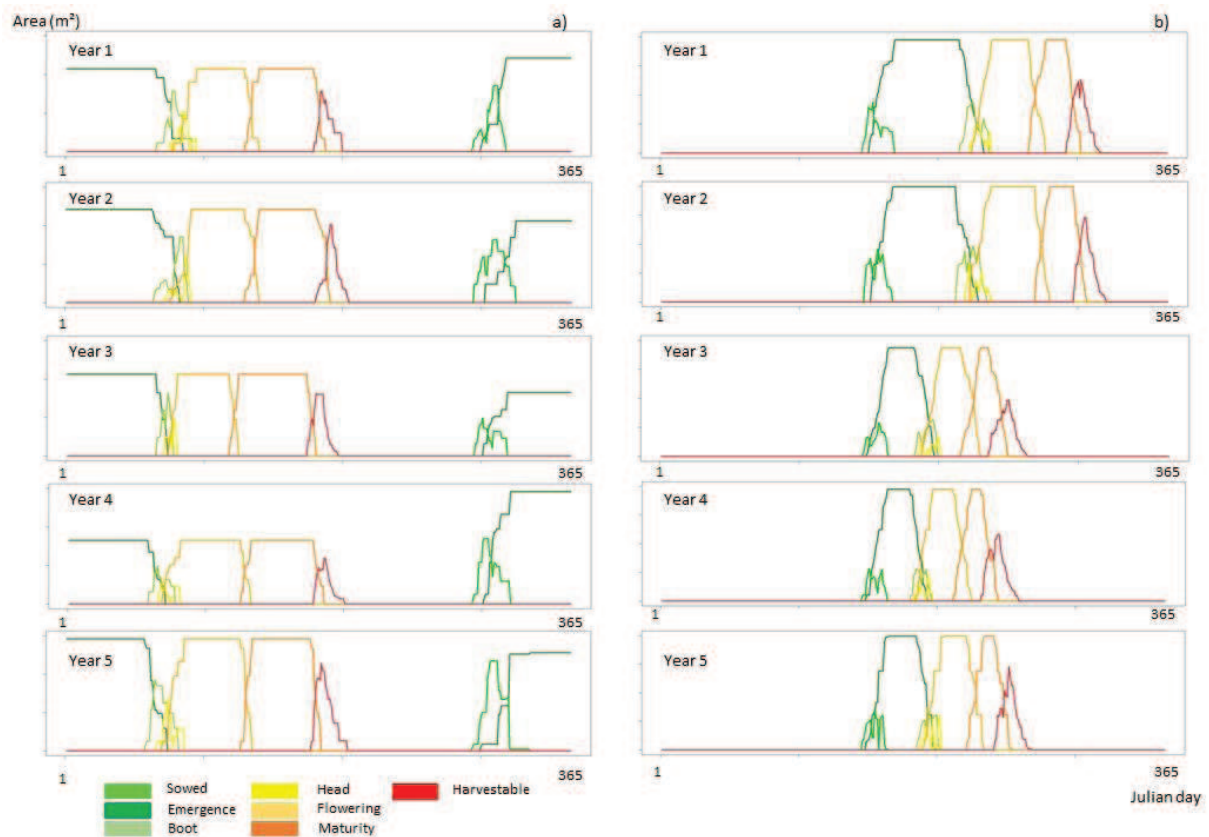 Area (m²)
a)
b)
Year 1
1
365
Year 2
1
365
Year 3
1
365
Year 4
1
365
Year 5
1
365
Year 1
1
365
Year 2
1
365
Year 3
1
365
Year 4
1
365
Year 5
1
365
Julian day
Sowed
Head
Harvestable
Emergence
Flowering
Boot
Maturity